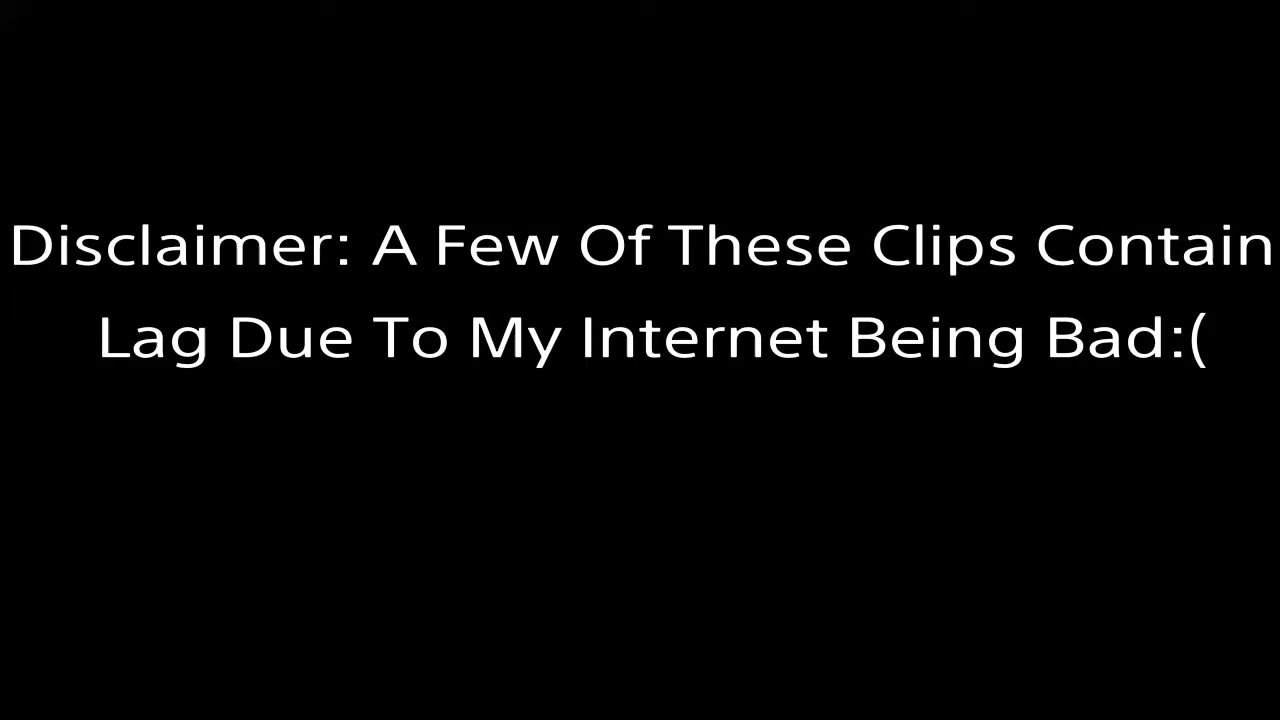 Disclaimer: A Few Of These Clips Contain
Lag Due To My Internet Being Bad:(